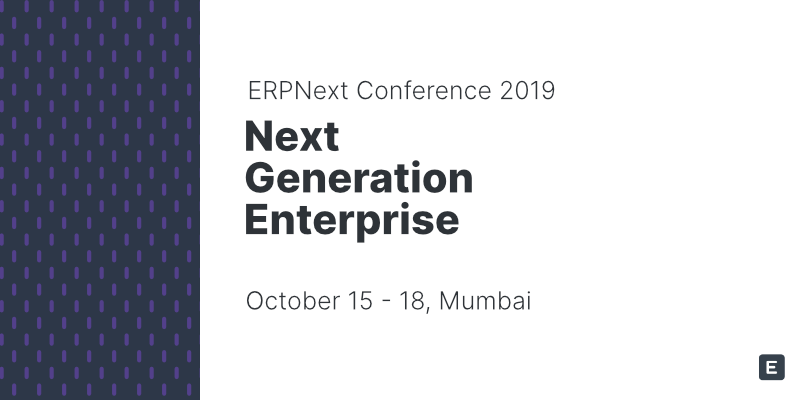 ERPNext Conference 2019
Next
Generation
Enterprise
October 15 - 18, Mumbai
E